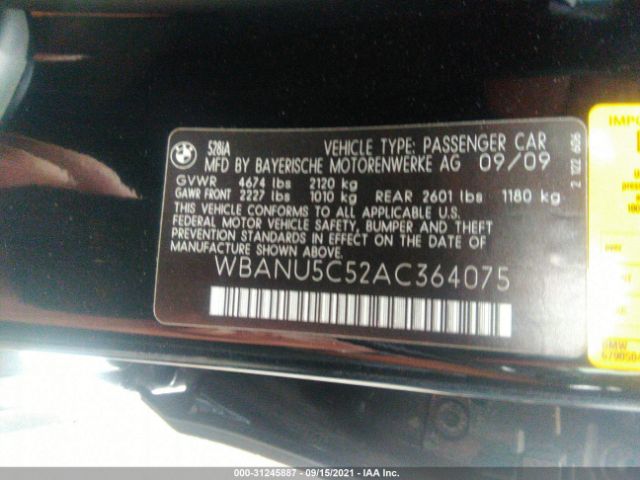 BMW
528iA
VEHICLE TYPE: PASSENGER CAR
MFD BY BAYERISCHE MOTORENWERKE AG 09/09
GVWR 4674 lbs 2120 kg
GAWR FRONT 2227 lbs 1010 kg REAR 2601 lbs 1180 kg
THIS VEHICLE CONFORMS TO ALL APPLICABLE U.S.
FEDERAL MOTOR VEHICLE SAFETY, BUMPER AND THEFT
PREVENTION STANDARDS IN EFFECT ON THE DATE OF
MANUFACTURE SHOWN ABOVE.
WBANU5C52AC364075
2 122 606
IMPO
BMW
000-31245887 - 09/15/2021 - IAA Inc.